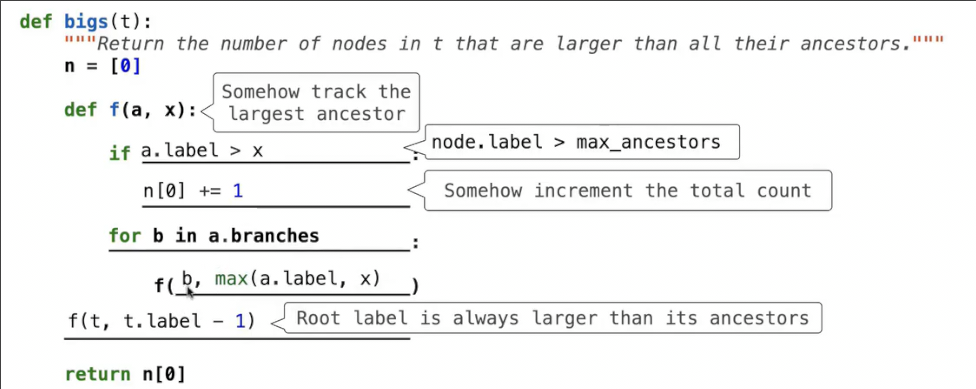 def bigs(t):
"""Return the number of nodes in t that are larger than all their ancestors."""
n = [0]
def f(a, x):
Somehow track the
largest ancestor
if a.label > x :
node.label > max_ancestors
n[0] += 1
Somehow increment the total count
for b in a.branches :
f( b, max(a.label, x) )
f(t, t.label - 1)
Root label is always larger than its ancestors
return n[0]